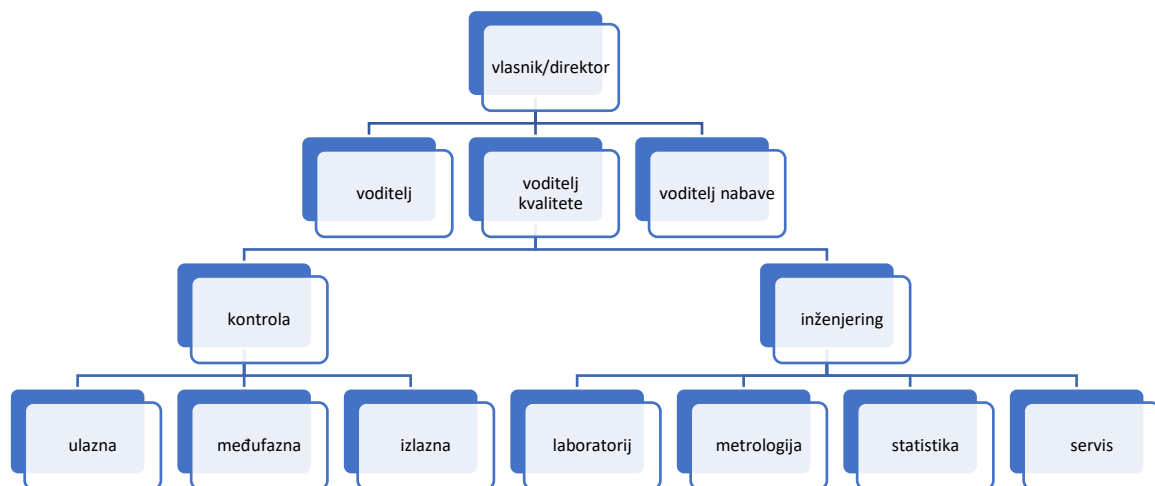 vlasnik/direktor
voditelj
voditelj
kvalitete
voditelj nabave
kontrola
inženjering
ulazna
međufazna
izlazna
laboratorij
metrologija
statistika
servis